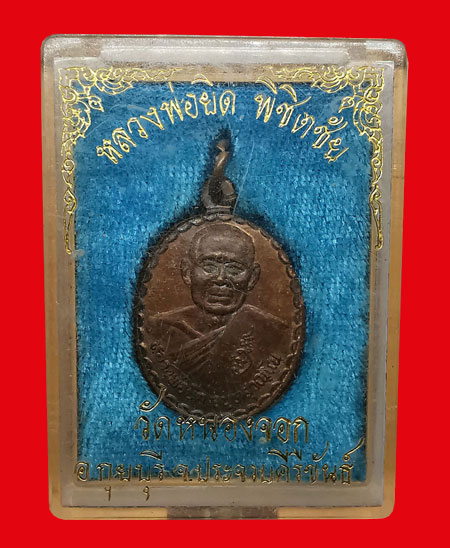 หลวงพ่อยิด พิชิตชัย
วัดหนองจอก
อ.กุยบุรี จ.ประจวบคีรีขันธ์